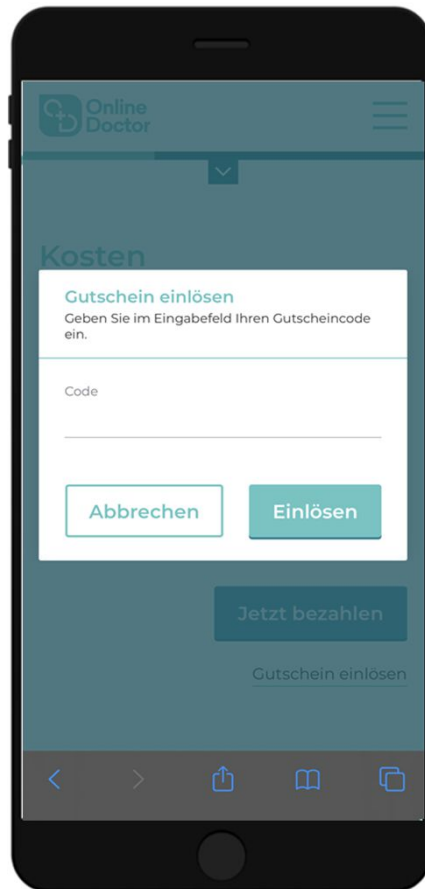 Online
Doctor
Kosten
Gutschein einlösen
Geben Sie im Eingabefeld Ihren Gutscheincode
ein.
Code
Abbrechen
Einlösen
Jetzt bezahlen
Gutschein einlösen